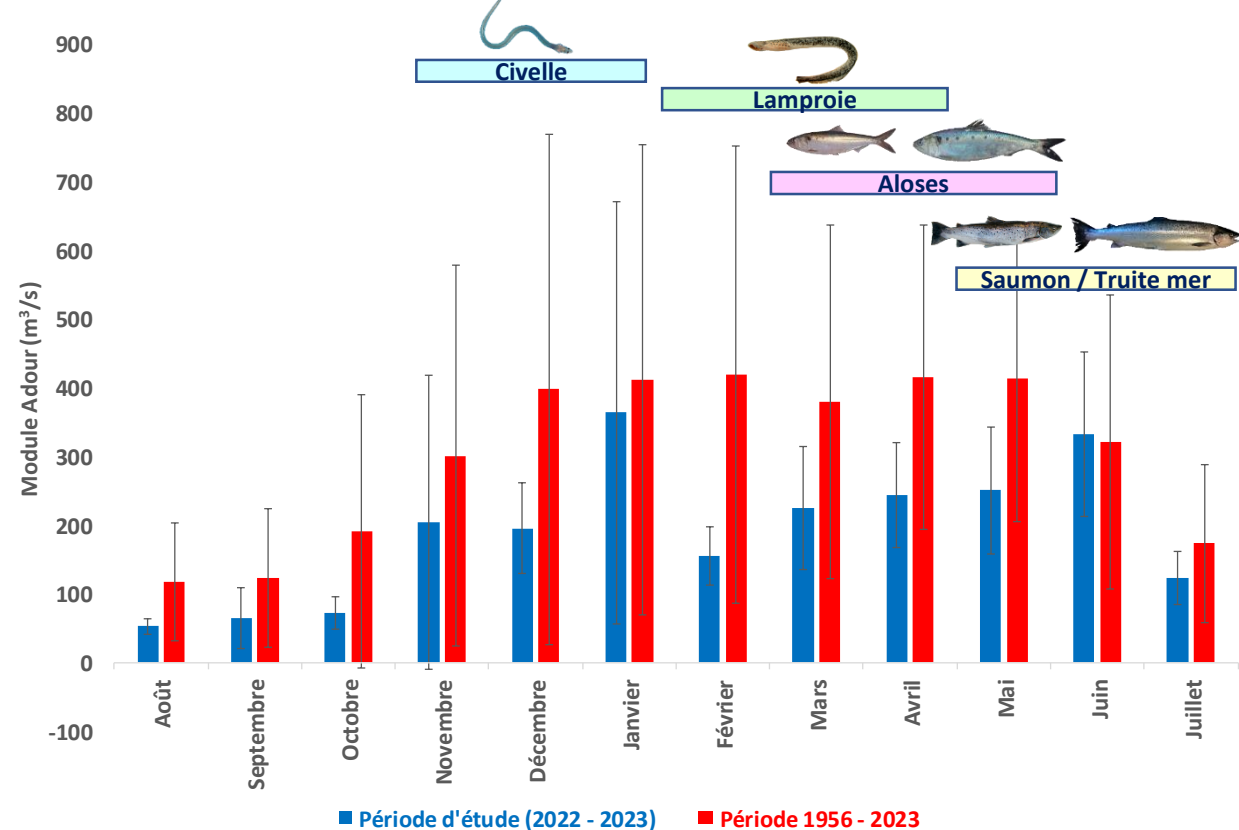 900
800
700
600
500
400
300
200
100
0
-100
Module Adour (m³/s)
Civelle
Lamproie
Aloses
Saumon / Truite mer
Août
Septembre
Octobre
Novembre
Décembre
Janvier
Février
Mars
Avril
Mai
Juin
Juillet
Période d'étude (2022 - 2023)
Période 1956 - 2023